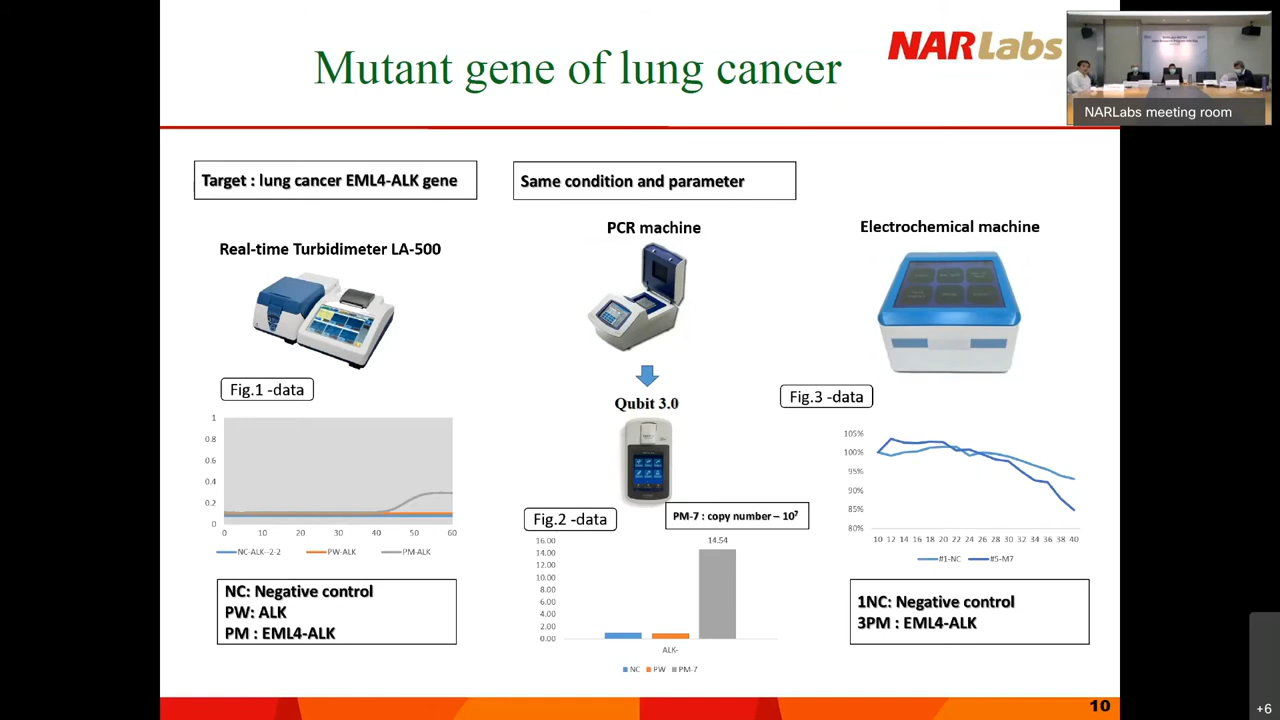 Mutant gene of lung cancer
NARLabs
NARLabs meeting room
Target : lung cancer EML4-ALK gene
Same condition and parameter
Real-time Turbidimeter LA-500
PCR machine
Electrochemical machine
Fig.1 -data
Qubit 3.0
Fig.3 -data
Fig.2 -data
PM-7 : copy number – 10⁷
1
0.8
0.6
0.4
0.2
0
0 10 20 30 40 50 60
NC-ALK--2-2 PW-ALK PM-ALK
NC: Negative control
PW: ALK
PM : EML4-ALK
14.54
16.00
14.00
12.00
10.00
8.00
6.00
4.00
2.00
0.00
ALK-
NC PW PM-7
105%
100%
95%
90%
85%
80%
10 12 14 16 18 20 22 24 26 28 30 32 34 36 38 40
#1-NC #5-M7
1NC: Negative control
3PM : EML4-ALK
10
+6